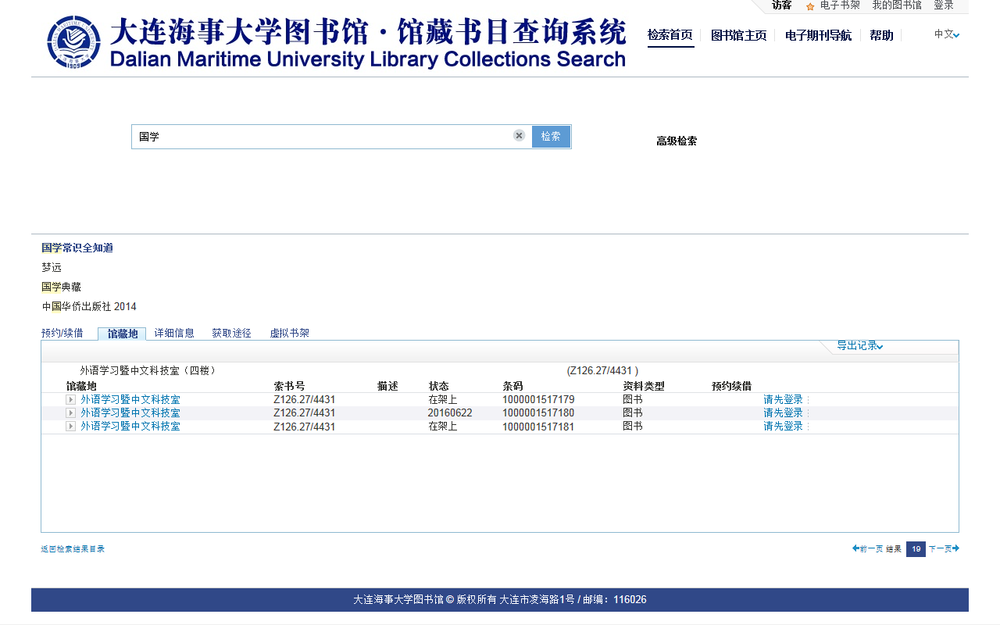 访客 电子书架 我的图书馆 登录
大连海事大学图书馆·馆藏书目查询系统
Dalian Maritime University Library Collections Search
1909
检索首页 图书馆主页 电子期刊导航 帮助 中文
国学 检索 高级检索
国学常识全知道
梦远
国学典藏
中国华侨出版社 2014
预约/续借 馆藏地 详细信息 获取途径 虚拟书架
导出记录
外语学习暨中文科技室（四楼） (Z126.27/4431 )
馆藏地 索书号 描述 状态 条码 资料类型 预约续借
外语学习暨中文科技室 Z126.27/4431 在架上 1000001517179 图书 请先登录
外语学习暨中文科技室 Z126.27/4431 20160622 1000001517180 图书 请先登录
外语学习暨中文科技室 Z126.27/4431 在架上 1000001517181 图书 请先登录
返回检索结果目录 前一页 结果 19 下一页
大连海事大学图书馆 © 版权所有 大连市凌海路1号 / 邮编：116026